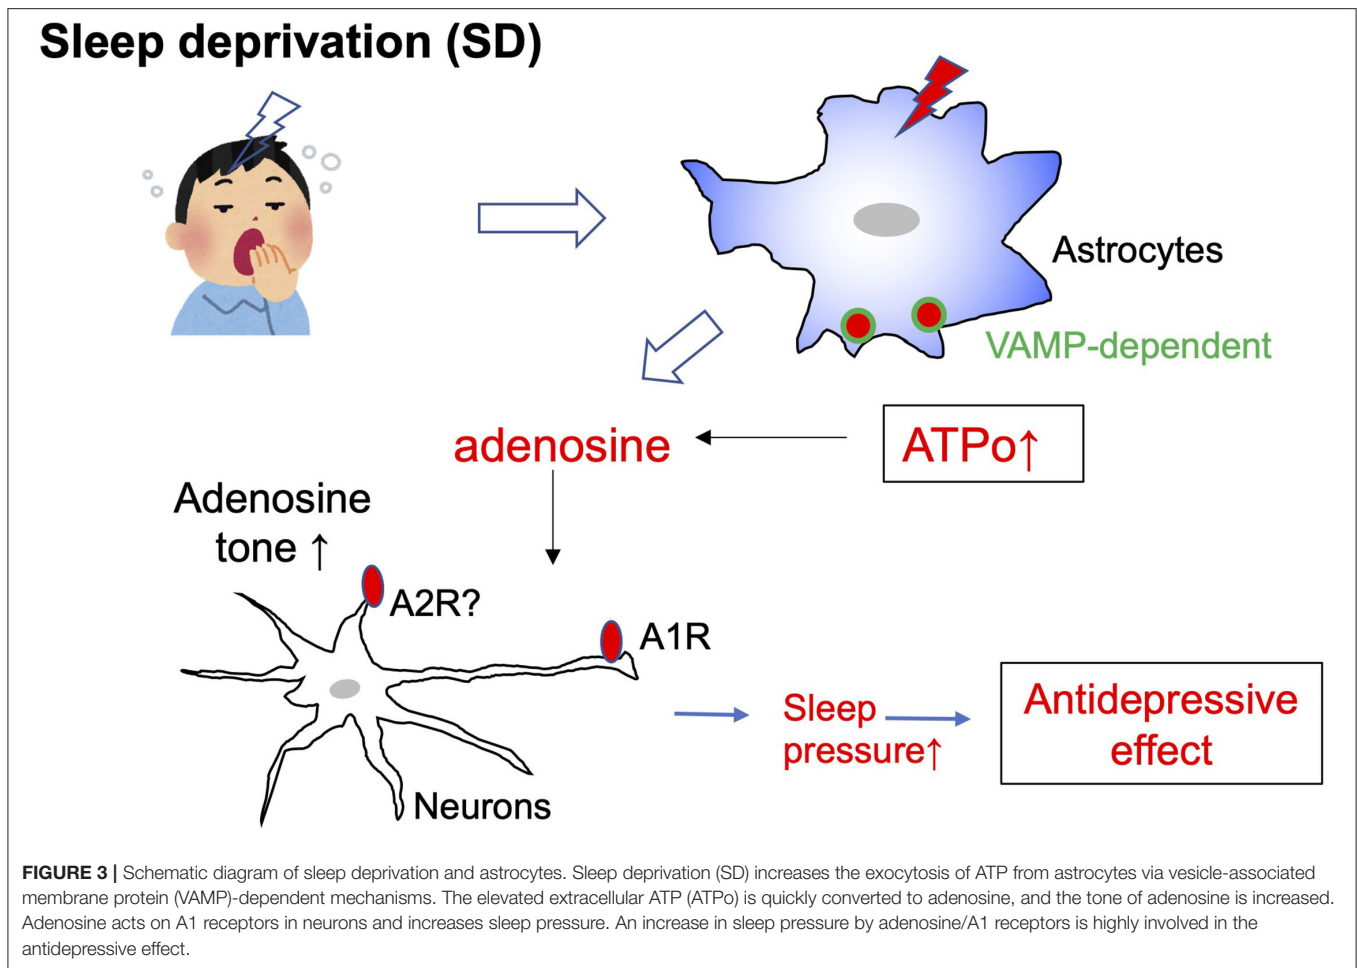 Sleep deprivation (SD)
Astrocytes
VAMP-dependent
adenosine
ATPo↑
Adenosine
tone ↑
A2R?
A1R
Sleep
pressure↑
Antidepressive
effect
Neurons
FIGURE 3 | Schematic diagram of sleep deprivation and astrocytes. Sleep deprivation (SD) increases the exocytosis of ATP from astrocytes via vesicle-associated
membrane protein (VAMP)-dependent mechanisms. The elevated extracellular ATP (ATPo) is quickly converted to adenosine, and the tone of adenosine is increased.
Adenosine acts on A1 receptors in neurons and increases sleep pressure. An increase in sleep pressure by adenosine/A1 receptors is highly involved in the
antidepressive effect.